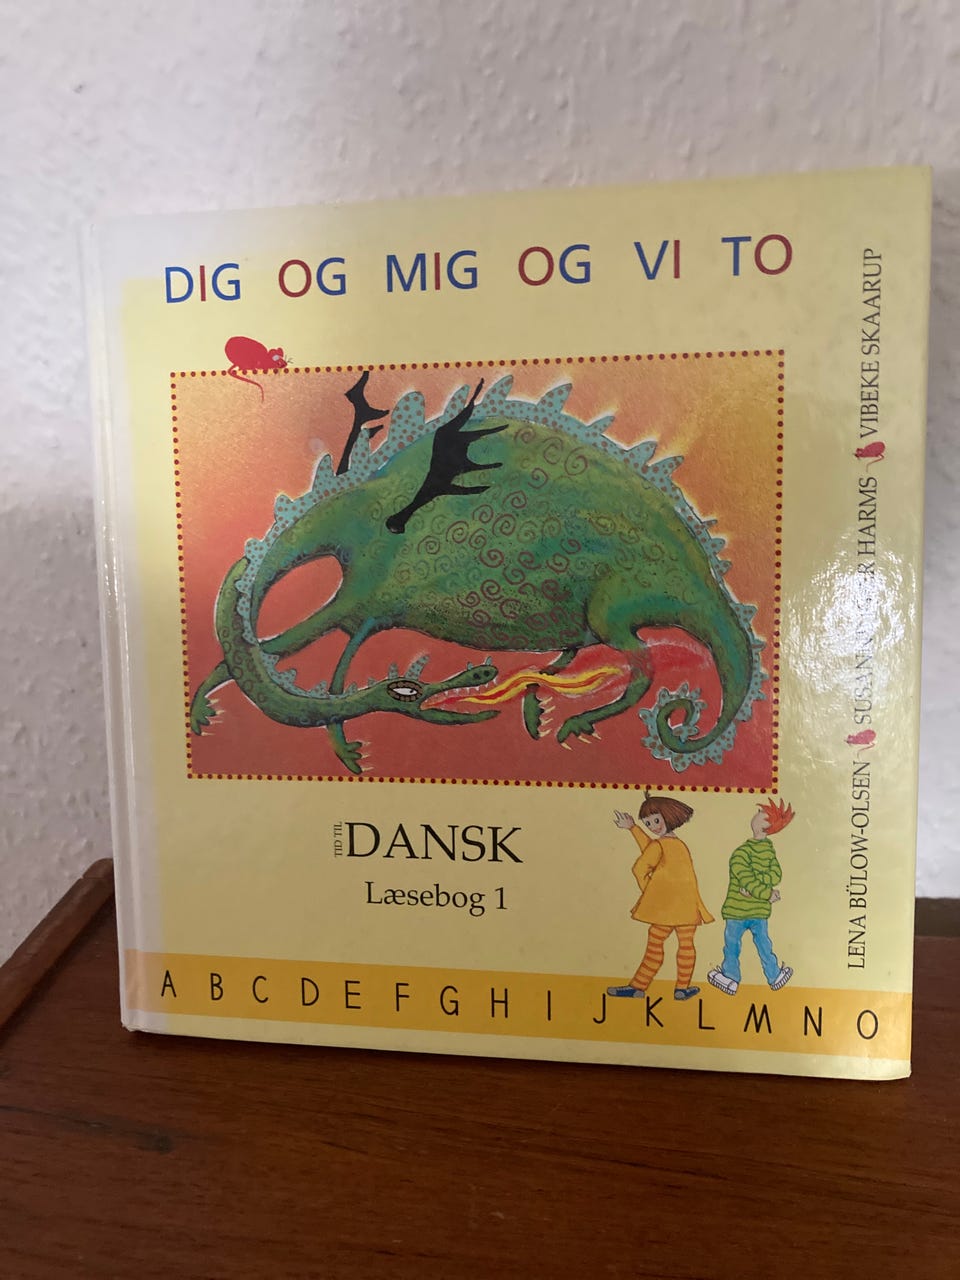 DIG OG MIG OG VI TO
TID TIL
DANSK
Læsebog 1
A B C D E F G H I J K L M N O
LENA BÜLOW-OLSEN
HARMS
VIBEKE SKAARUP